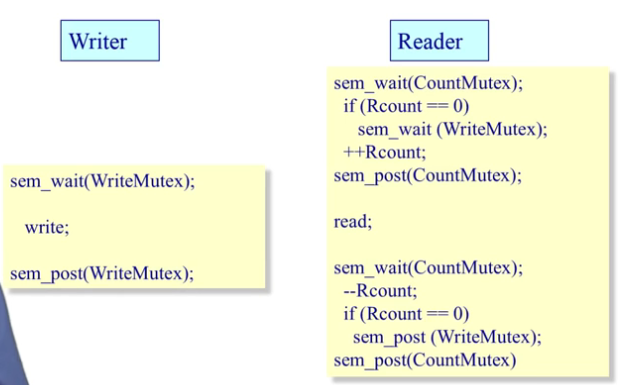 Writer
sem_wait(WriteMutex);
write;
sem_post(WriteMutex);
Reader
sem_wait(CountMutex);
if (Rcount == 0)
sem_wait (WriteMutex);
++Rcount;
sem_post(CountMutex);
read;
sem_wait(CountMutex);
--Rcount;
if (Rcount == 0)
sem_post (WriteMutex);
sem_post(CountMutex)